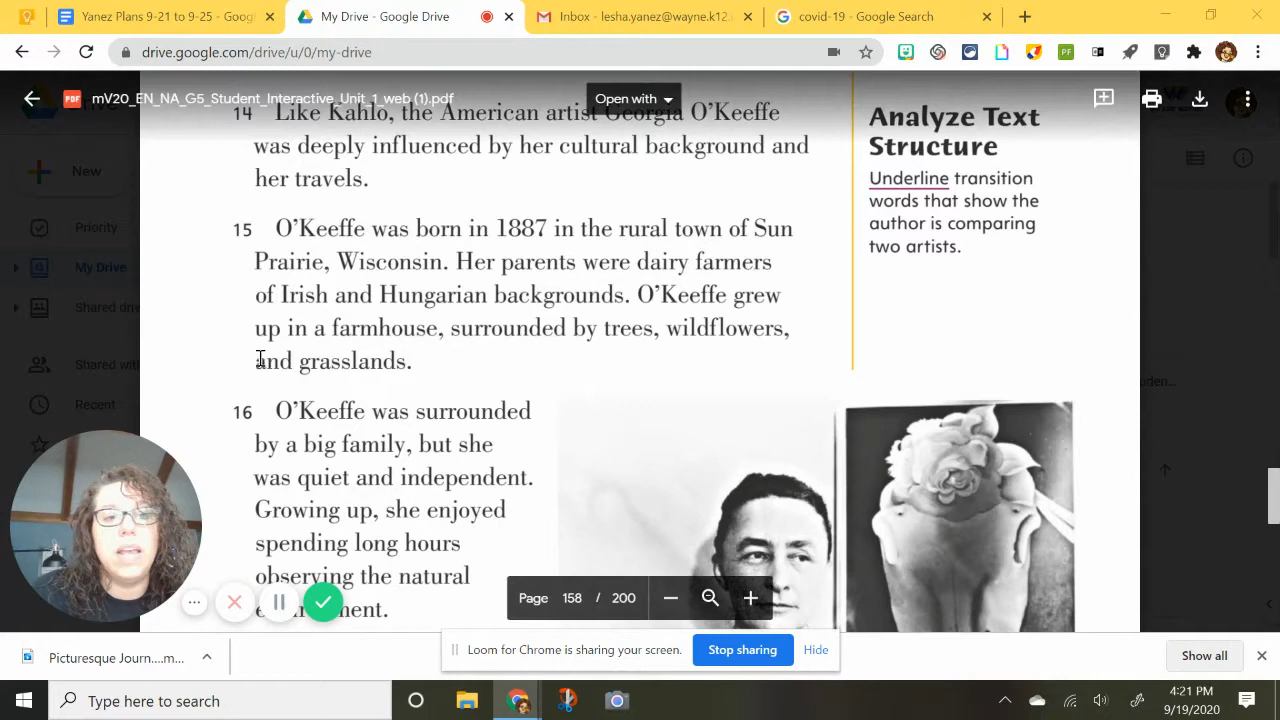 Yanez Plans 9-21 to 9-25 - Goog
My Drive - Google Drive
Inbox - lesha.yanez@wayne.k12.
covid-19 - Google Search
drive.google.com/drive/u/0/my-drive
mV20_EN_NA_G5_Student_Interactive_Unit_1_web (1).pdf
Open with
14 Like Kahlo, the American artist Georgia O'Keeffe
was deeply influenced by her cultural background and
her travels.
15 O'Keeffe was born in 1887 in the rural town of Sun
Prairie, Wisconsin. Her parents were dairy farmers
of Irish and Hungarian backgrounds. O'Keeffe grew
up in a farmhouse, surrounded by trees, wildflowers,
and grasslands.
16 O'Keeffe was surrounded
by a big family, but she
was quiet and independent.
Growing up, she enjoyed
spending long hours
observing the natural
Analyze Text
Structure
Underline transition
words that show the
author is comparing
two artists.
New
Priority
My Drive
Shared driv
Shared with
Recent
Page 158 / 200
Loom for Chrome is sharing your screen.
Stop sharing
Hide
Picturesque Journ....m...
Show all
Type here to search
4:21 PM
9/19/2020